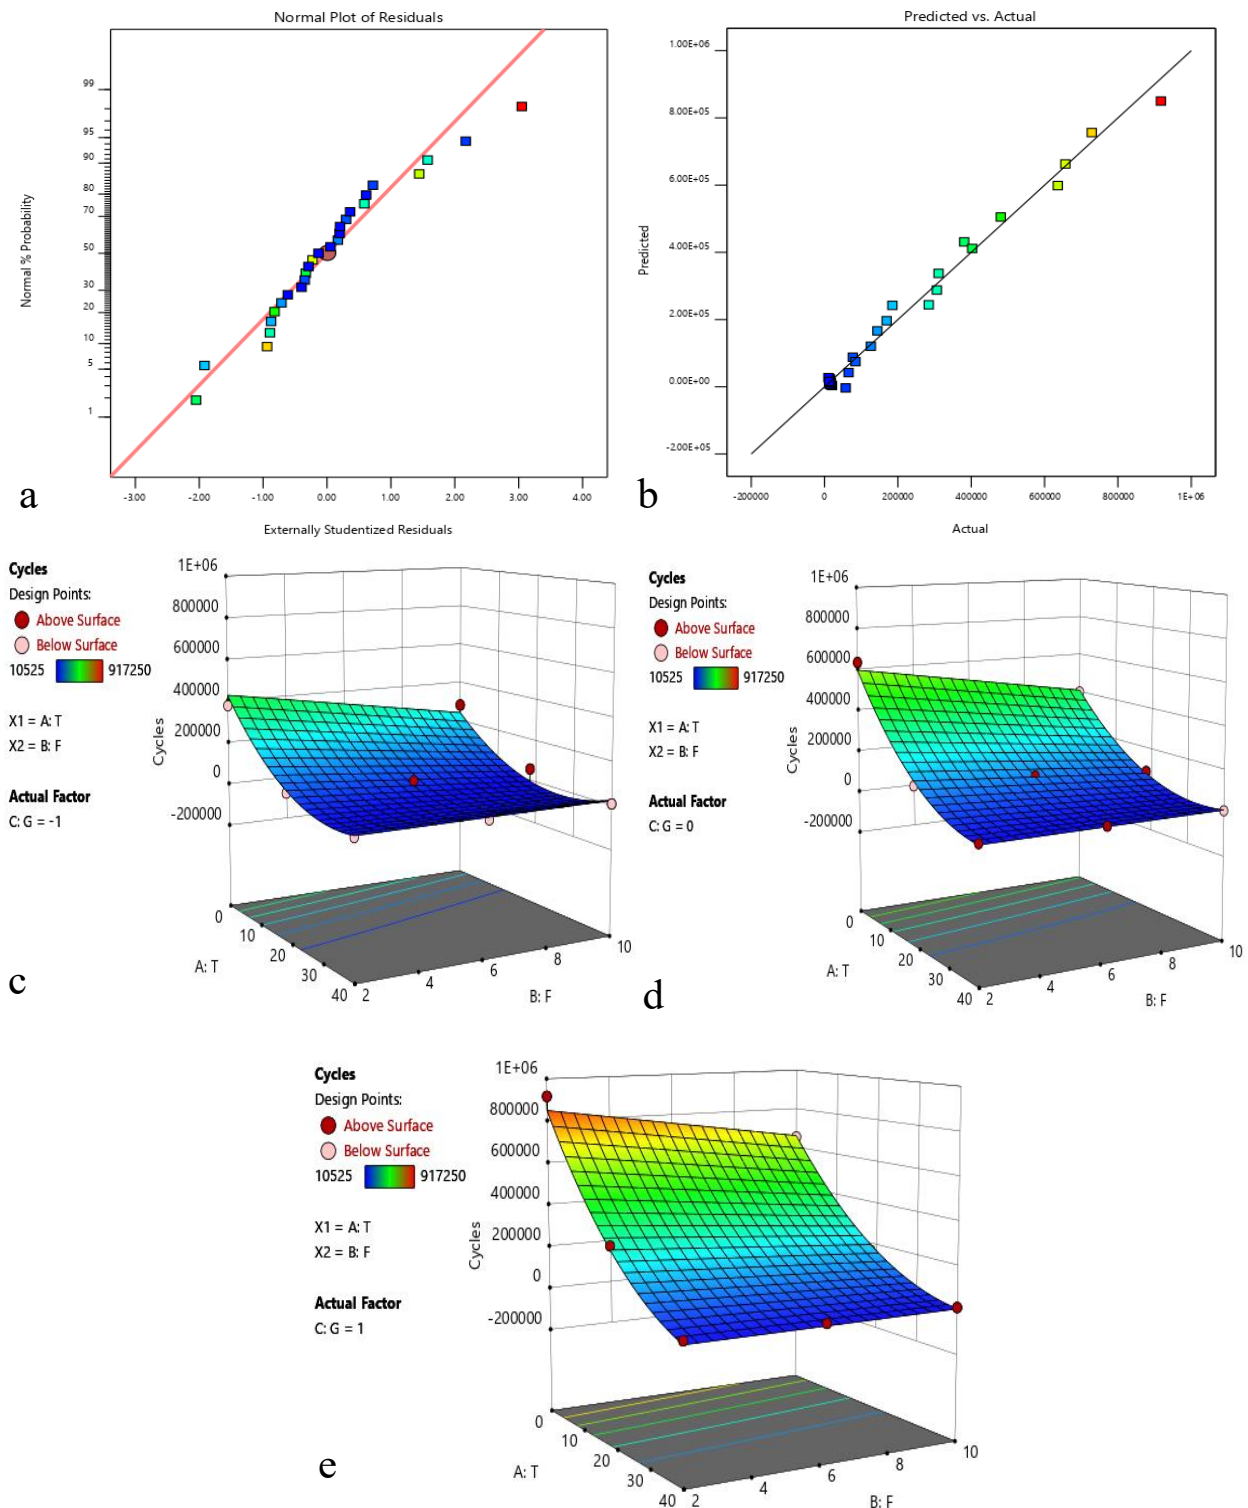 Normal Plot of Residuals
Normal % Probability
99
95
90
80
70
50
30
20
10
5
1
-3.00 -2.00 -1.00 0.00 1.00 2.00 3.00 4.00
Externally Studentized Residuals
a
Predicted vs. Actual
Predicted
1.00E+06
8.00E+05
6.00E+05
4.00E+05
2.00E+05
0.00E+00
-2.00E+05
-200000 0 200000 400000 600000 800000 1E+06
Actual
b
Cycles
Design Points:
Above Surface
Below Surface
10525 917250
X1 = A: T
X2 = B: F
Actual Factor
C: G = -1
Cycles
1E+06
800000
600000
400000
200000
0
-200000
0
10
20
30
40
A: T
2
4
6
8
10
B: F
c
Cycles
Design Points:
Above Surface
Below Surface
10525 917250
X1 = A: T
X2 = B: F
Actual Factor
C: G = 0
Cycles
1E+06
800000
600000
400000
200000
0
-200000
0
10
20
30
40
A: T
2
4
6
8
10
B: F
d
Cycles
Design Points:
Above Surface
Below Surface
10525 917250
X1 = A: T
X2 = B: F
Actual Factor
C: G = 1
Cycles
1E+06
800000
600000
400000
200000
0
-200000
0
10
20
30
40
A: T
2
4
6
8
10
B: F
e